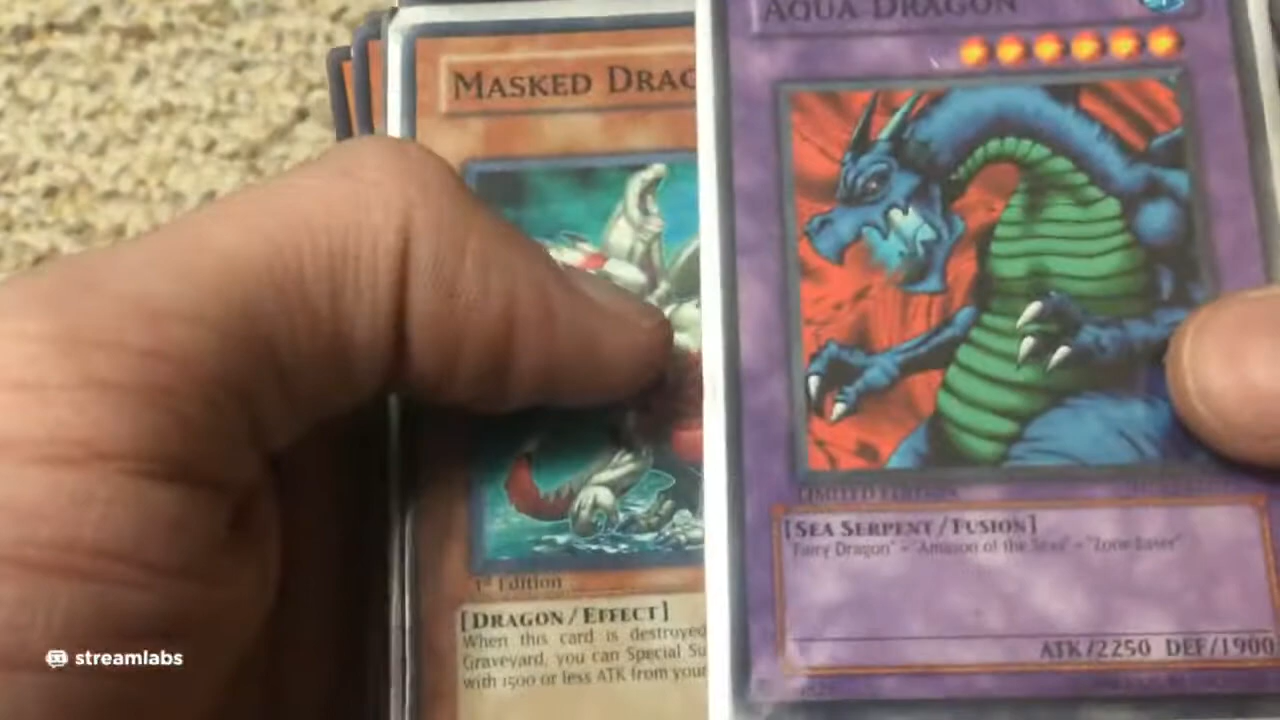 MASKED DRAG
1st Edition
[DRAGON/EFFECT]
When this card is destroyed
Graveyard, you can Special Su
with 1500 or less ATK from your
AQUA DRAGON
LIMITED EDITION
[SEA SERPENT/FUSION]
"Fairy Dragon" + "Amazon of the Seas" + "Zone Eater"
ATK/2250 DEF/1900
streamlabs